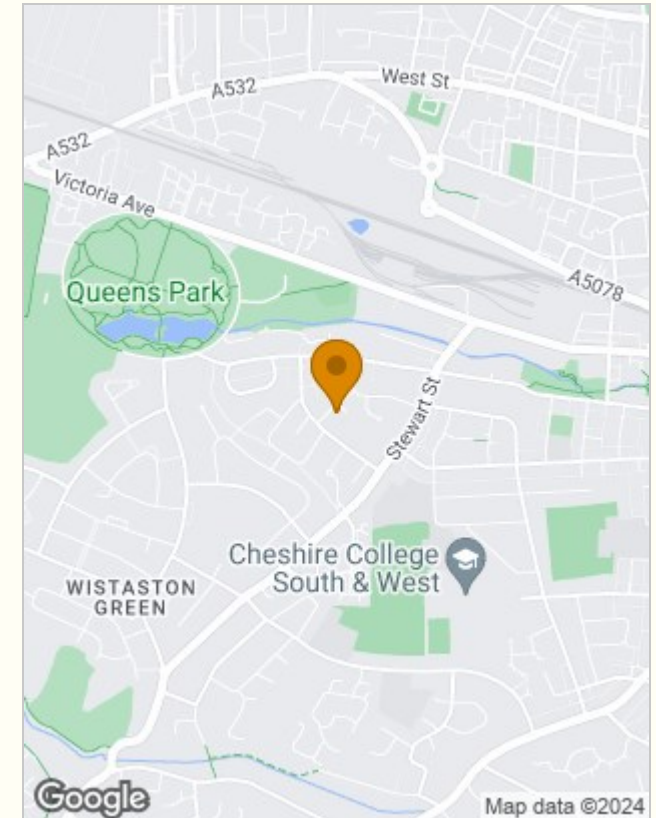 West St
A532
A532
Victoria Ave
A5078
Queens Park
Stewart St
Cheshire College
South & West
WISTASTON
GREEN
Google
Map data ©2024